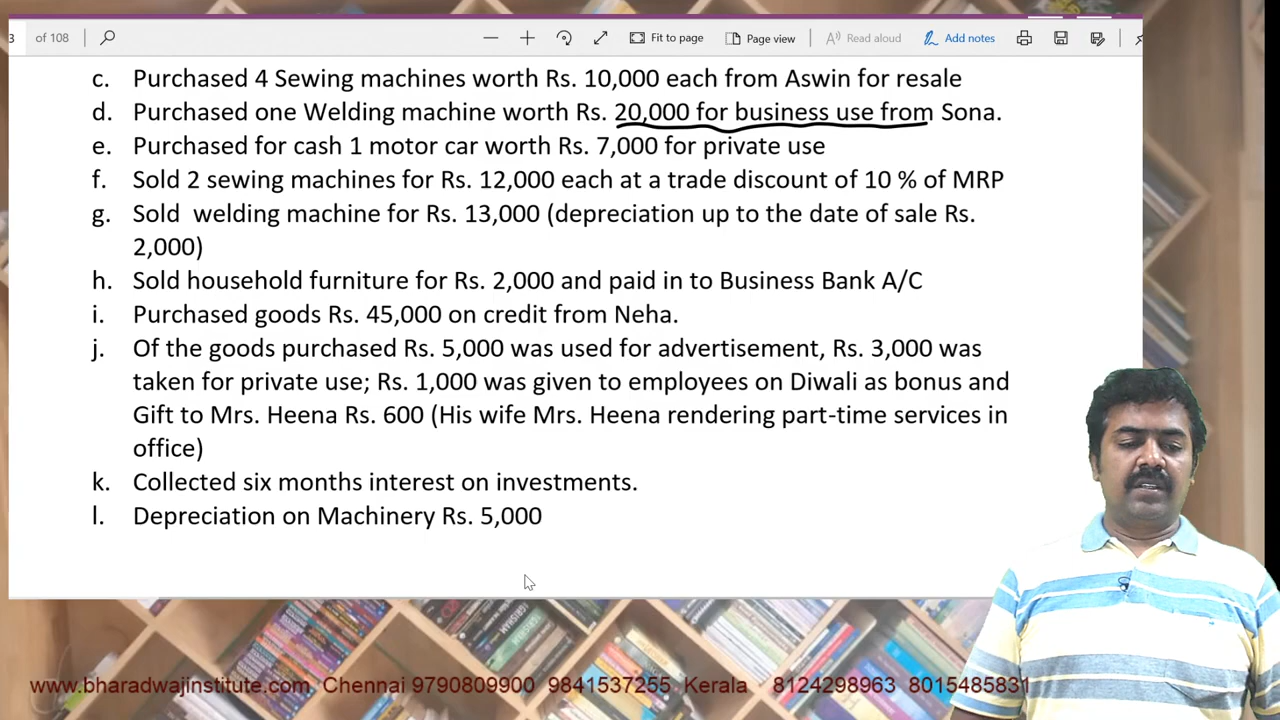 3 of 108 Fit to page Page view Read aloud Add notes
c. Purchased 4 Sewing machines worth Rs. 10,000 each from Aswin for resale
d. Purchased one Welding machine worth Rs. 20,000 for business use from Sona.
e. Purchased for cash 1 motor car worth Rs. 7,000 for private use
f. Sold 2 sewing machines for Rs. 12,000 each at a trade discount of 10 % of MRP
g. Sold welding machine for Rs. 13,000 (depreciation up to the date of sale Rs.
2,000)
h. Sold household furniture for Rs. 2,000 and paid in to Business Bank A/C
i. Purchased goods Rs. 45,000 on credit from Neha.
j. Of the goods purchased Rs. 5,000 was used for advertisement, Rs. 3,000 was
taken for private use; Rs. 1,000 was given to employees on Diwali as bonus and
Gift to Mrs. Heena Rs. 600 (His wife Mrs. Heena rendering part-time services in
office)
k. Collected six months interest on investments.
l. Depreciation on Machinery Rs. 5,000
www.bharadwajinstitute.com Chennai 9790809900 9841537255 Kerala 8124298963 8015485831